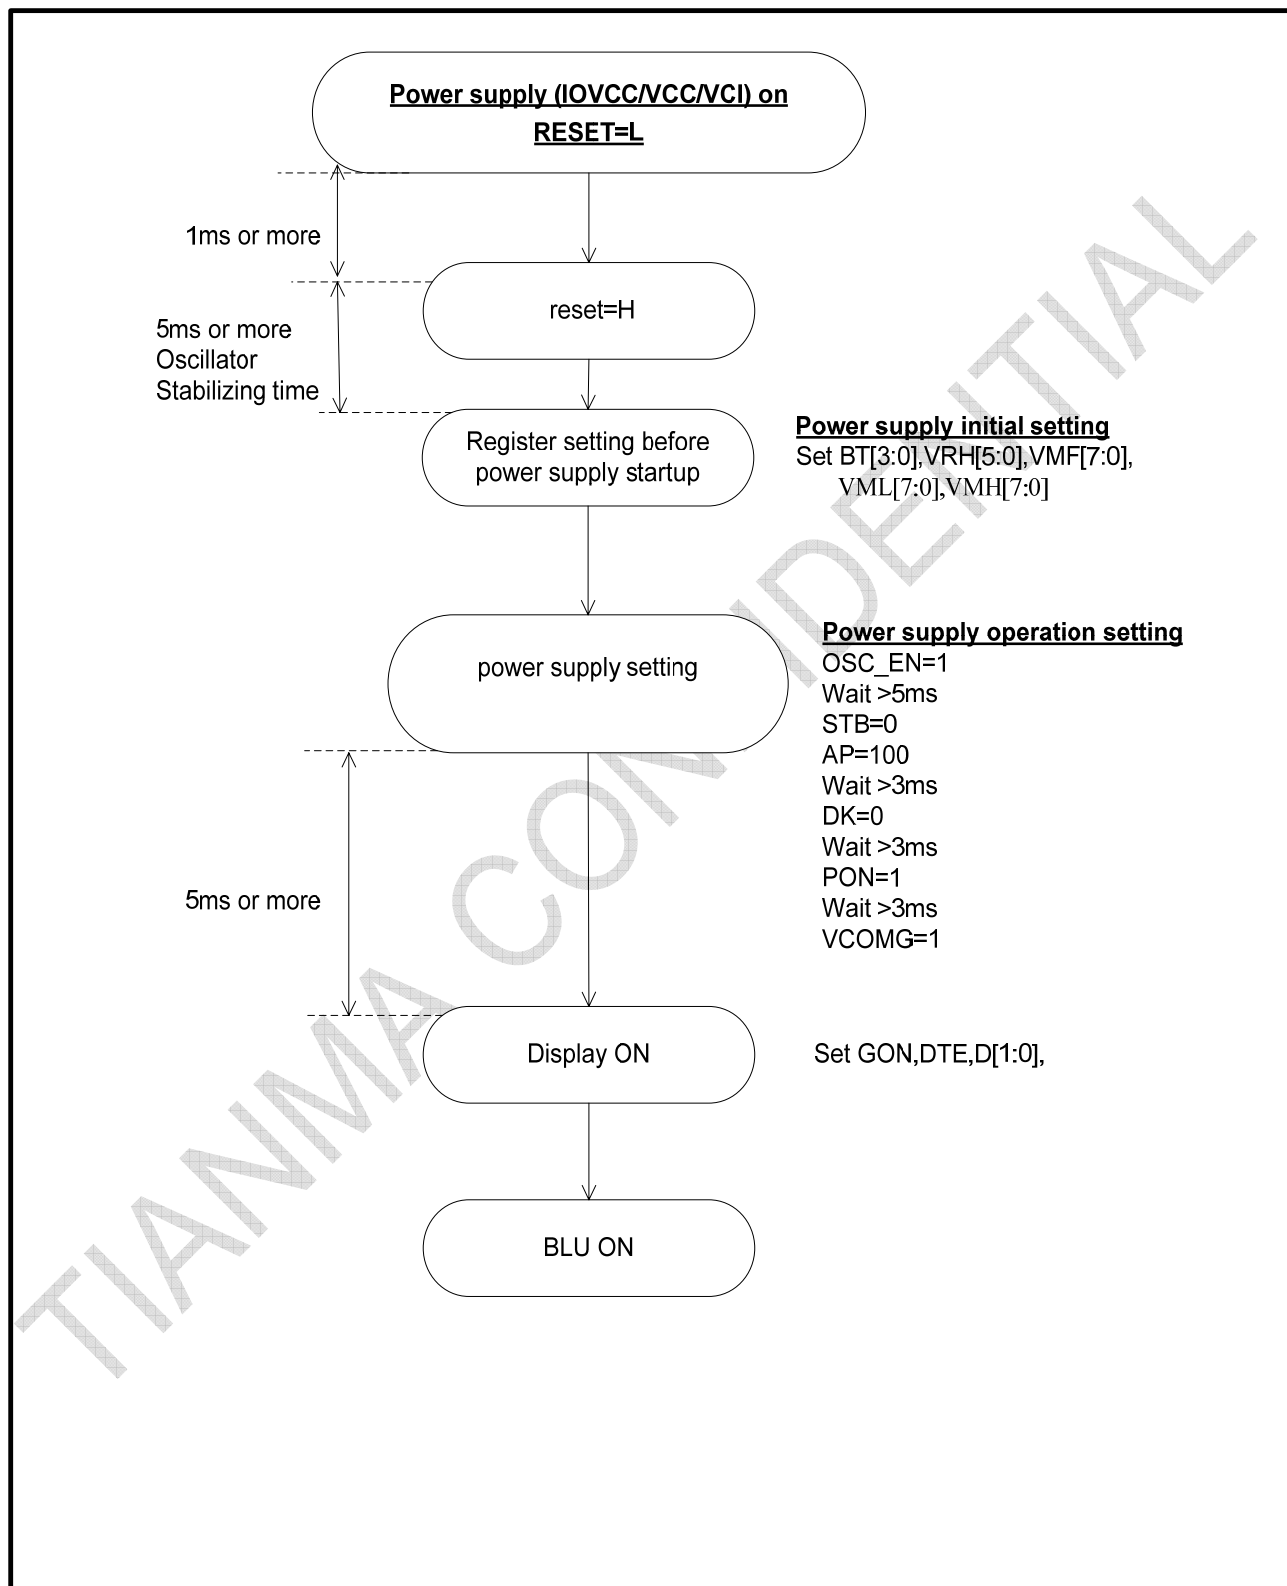 Power supply (IOVCC/VCC/VCI) on
RESET=L
1ms or more
reset=H
5ms or more
Oscillator
Stabilizing time
Register setting before
power supply startup
Power supply initial setting
Set BT[3:0],VRH[5:0],VMF[7:0],
VML[7:0],VMH[7:0]
power supply setting
Power supply operation setting
OSC_EN=1
Wait >5ms
STB=0
AP=100
Wait >3ms
DK=0
Wait >3ms
PON=1
Wait >3ms
VCOMG=1
5ms or more
Display ON
Set GON,DTE,D[1:0],
BLU ON
TIANMA CONFIDENTIAL